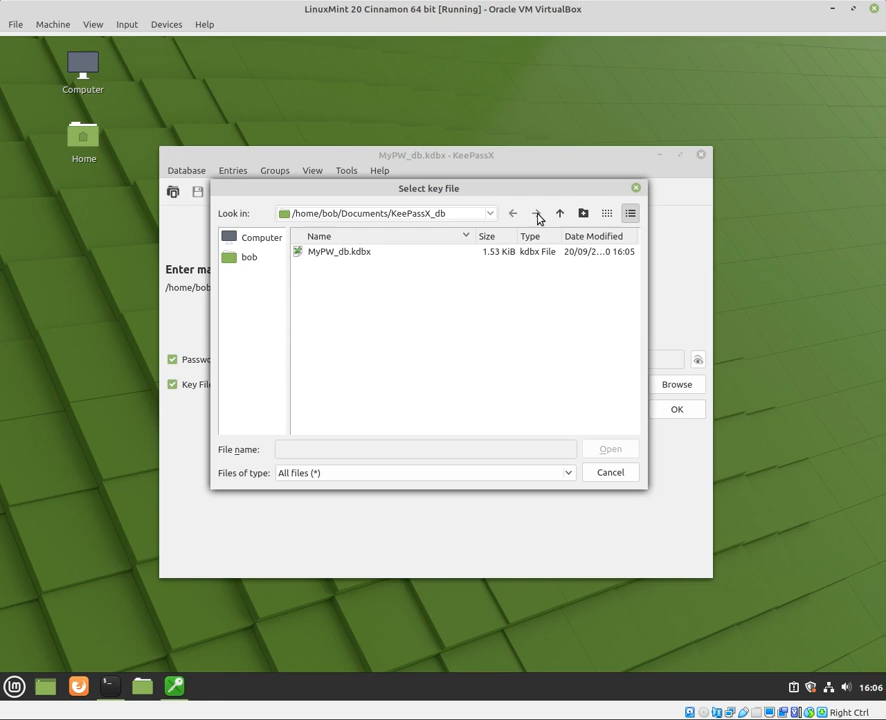 LinuxMint 20 Cinnamon 64 bit [Running] - Oracle VM VirtualBox
File Machine View Input Devices Help
Computer
Home
MyPW_db.kdbx - KeePassX
Database Entries Groups View Tools Help
Select key file
Look in: /home/bob/Documents/KeePassX_db
Computer
bob
Name Size Type Date Modified
MyPW_db.kdbx 1.53 KiB kdbx File 20/09/2...0 16:05
Enter ma
/home/bob
Passwo
Key File
Browse
OK
File name: Open
Files of type: All files (*) Cancel
16:06
Right Ctrl